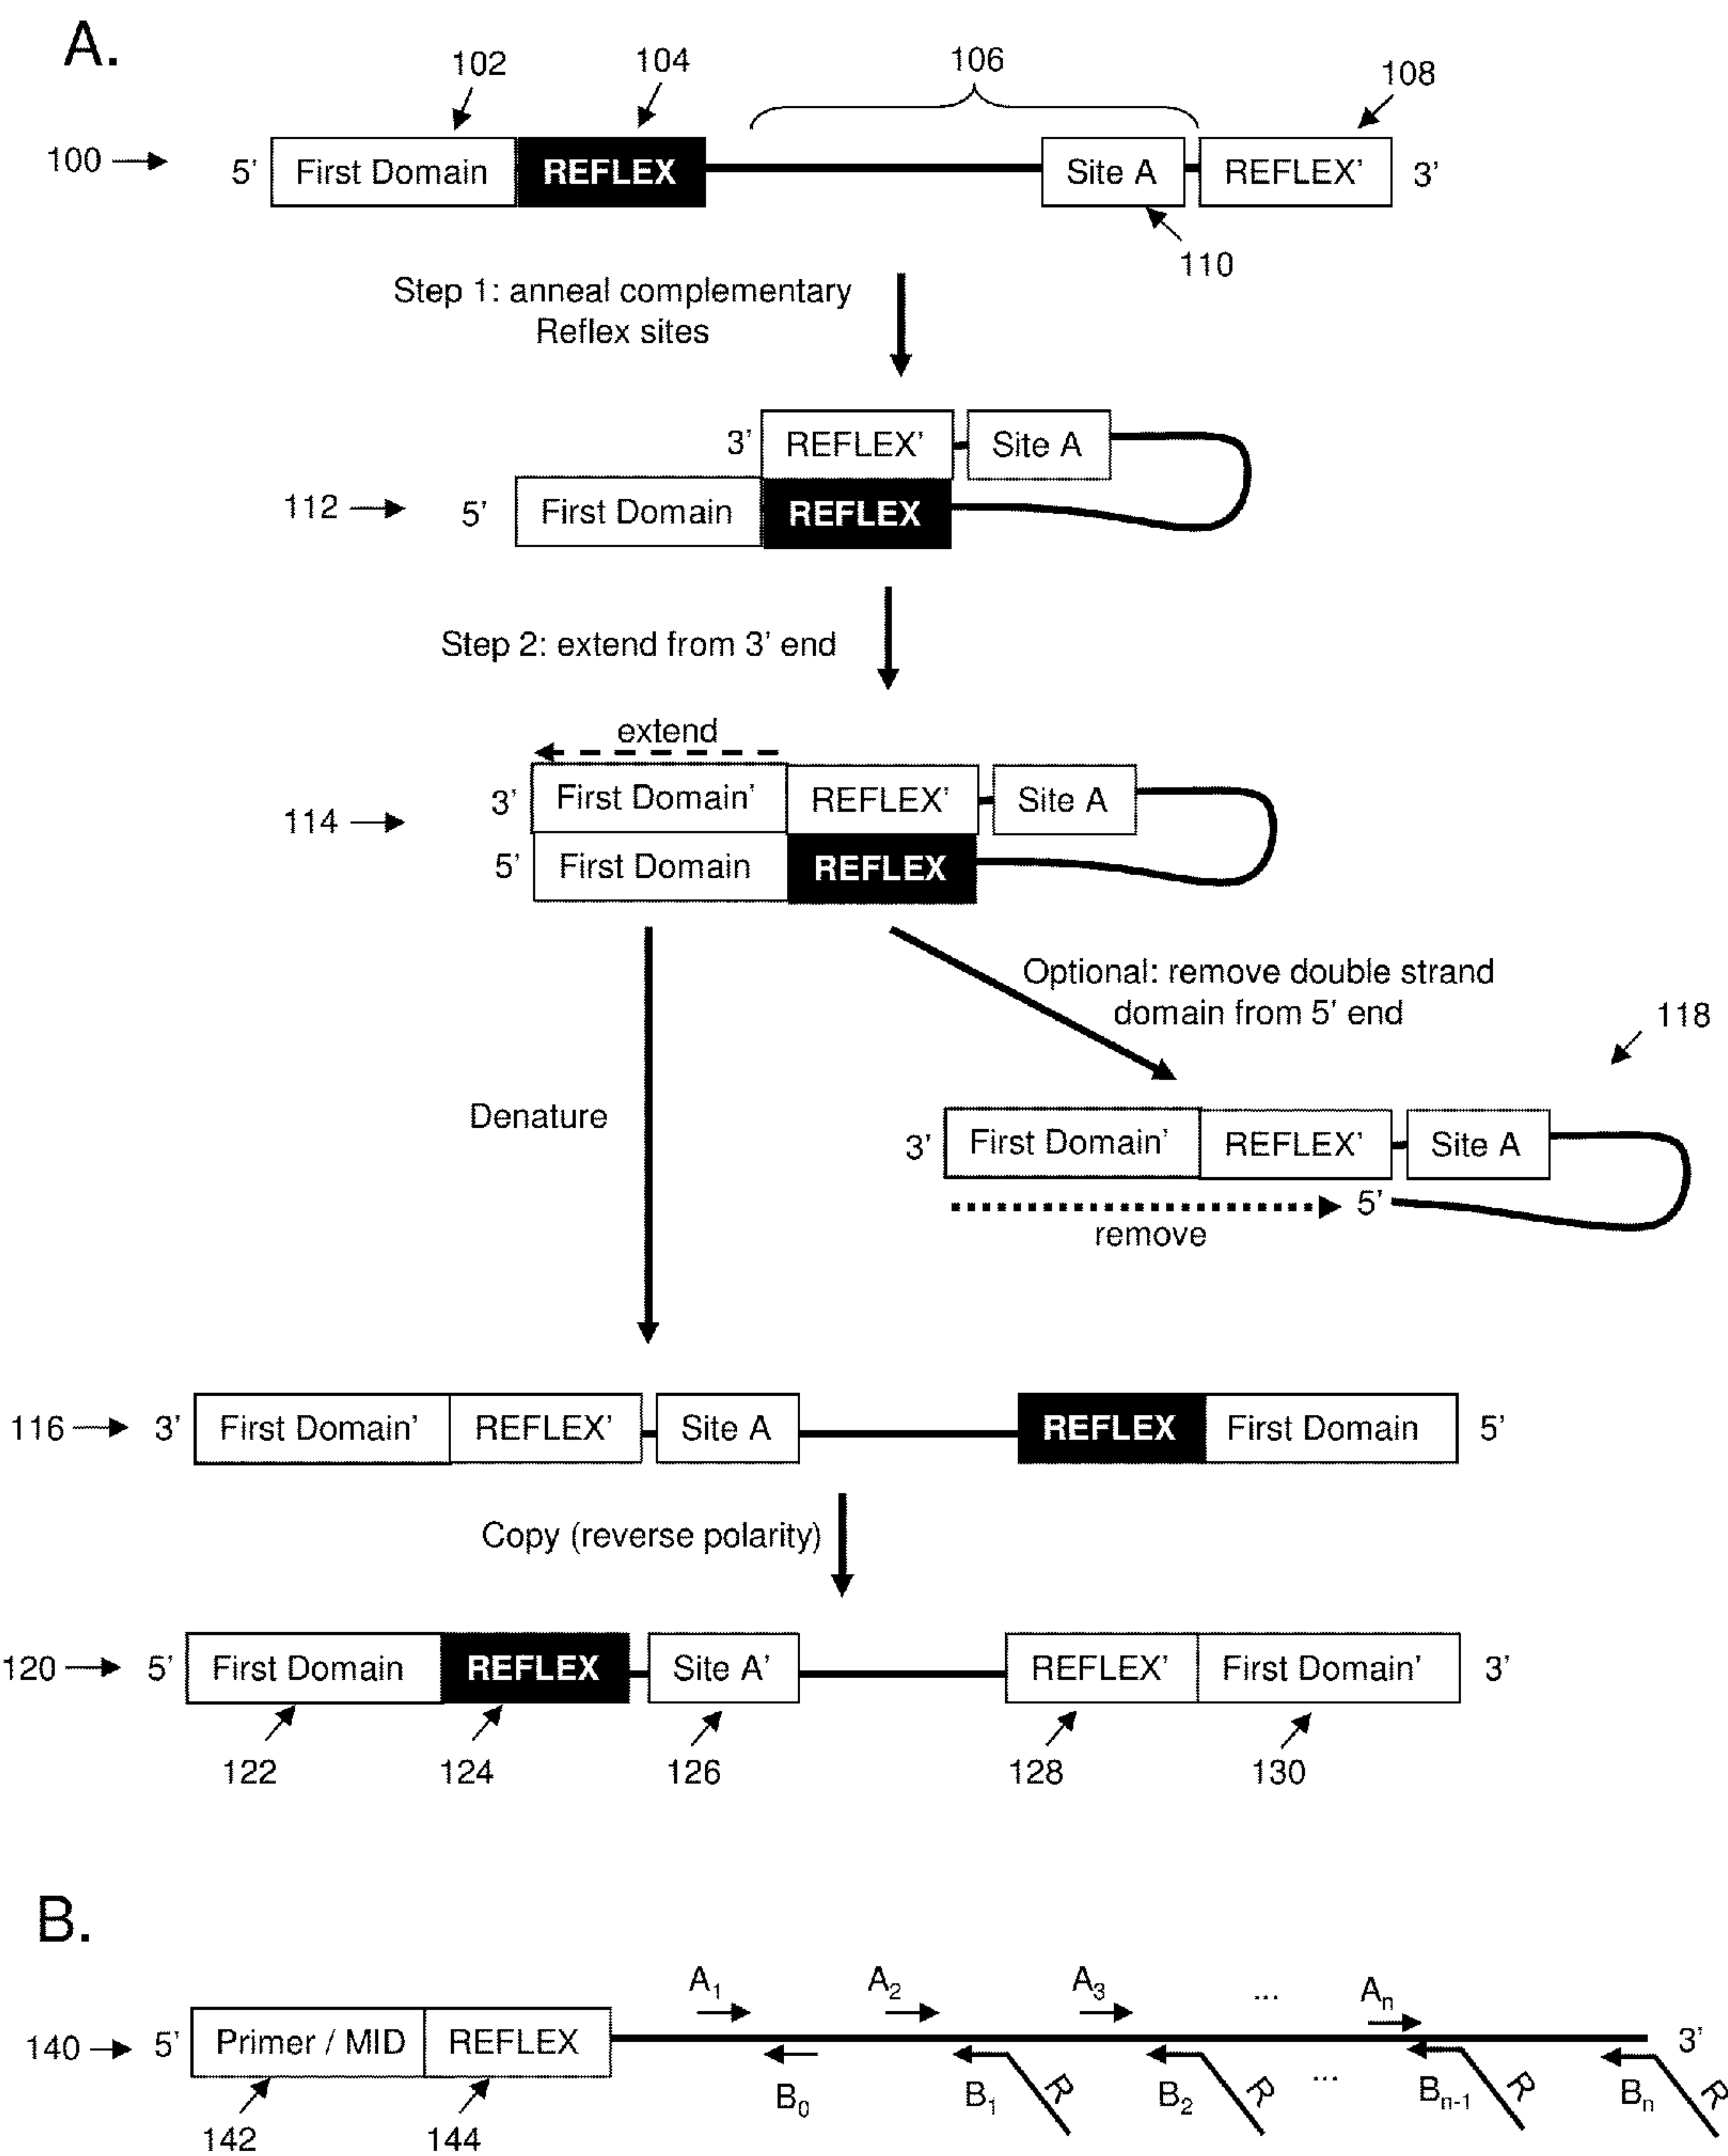 A.
102
104
106
108
100
5’ First Domain REFLEX Site A REFLEX’ 3’
110
Step 1: anneal complementary
Reflex sites
3’ REFLEX’ Site A
112
5’ First Domain REFLEX
Step 2: extend from 3’ end
extend
3’ First Domain’ REFLEX’ Site A
114
5’ First Domain REFLEX
Optional: remove double strand
domain from 5’ end
118
Denature
3’ First Domain’ REFLEX’ Site A
5’
remove
116 3’ First Domain’ REFLEX’ Site A REFLEX First Domain 5’
Copy (reverse polarity)
120 5’ First Domain REFLEX Site A’ REFLEX’ First Domain’ 3’
122 124 126 128 130
B.
A1 A2 A3 ... An
140 5’ Primer / MID REFLEX 3’
B0 B1 R B2 R ... Bn-1 R Bn R
142 144